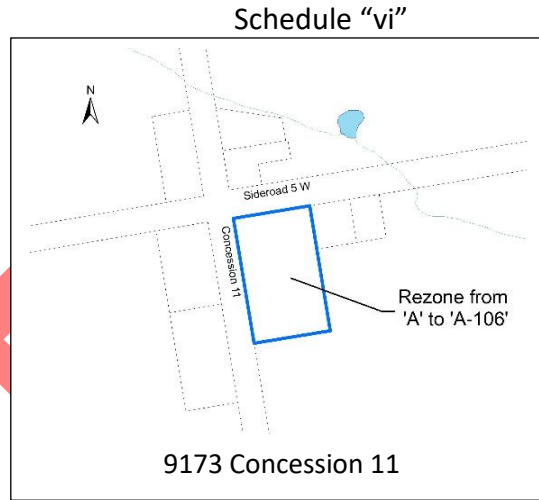 Schedule “vi”
N
Sideroad 5 W
Concession 11
Rezone from
'A' to 'A-106'
9173 Concession 11